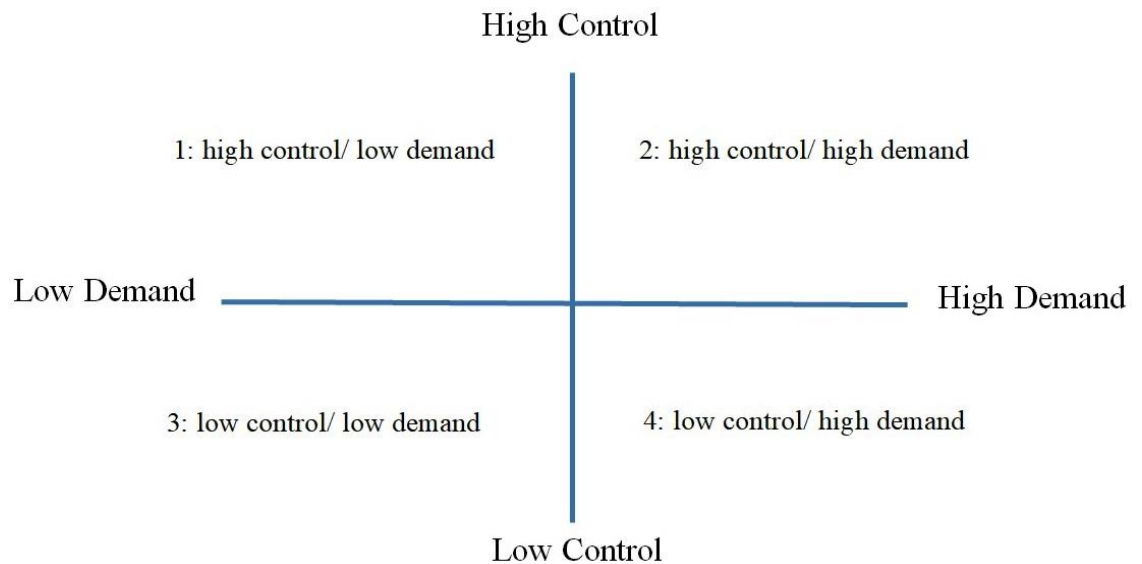 High Control
1: high control/ low demand
2: high control/ high demand
Low Demand
High Demand
3: low control/ low demand
4: low control/ high demand
Low Control